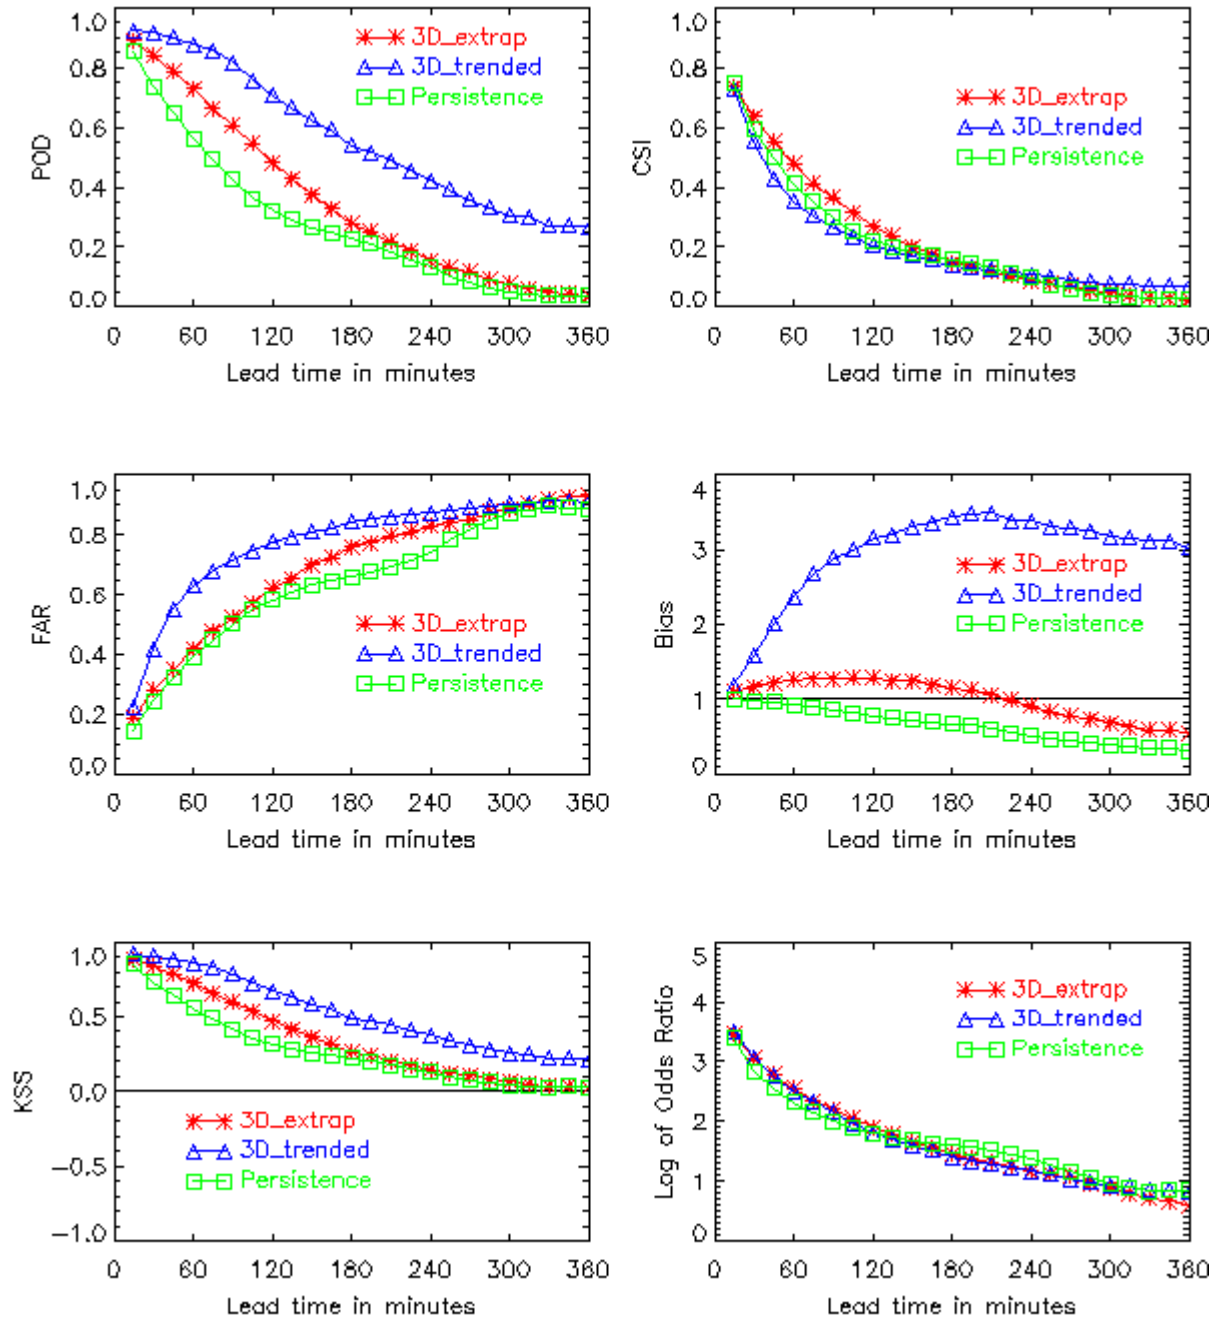 1.0
0.8
0.6
0.4
0.2
0.0
POD
3D_extrap
3D_trended
Persistence
0 60 120 180 240 300 360
Lead time in minutes
1.0
0.8
0.6
0.4
0.2
0.0
CSI
3D_extrap
3D_trended
Persistence
0 60 120 180 240 300 360
Lead time in minutes
1.0
0.8
0.6
0.4
0.2
0.0
FAR
3D_extrap
3D_trended
Persistence
0 60 120 180 240 300 360
Lead time in minutes
4
3
2
1
0
Bias
3D_extrap
3D_trended
Persistence
0 60 120 180 240 300 360
Lead time in minutes
1.0
0.5
0.0
-0.5
-1.0
KSS
3D_extrap
3D_trended
Persistence
0 60 120 180 240 300 360
Lead time in minutes
5
4
3
2
1
0
Log of Odds Ratio
3D_extrap
3D_trended
Persistence
0 60 120 180 240 300 360
Lead time in minutes